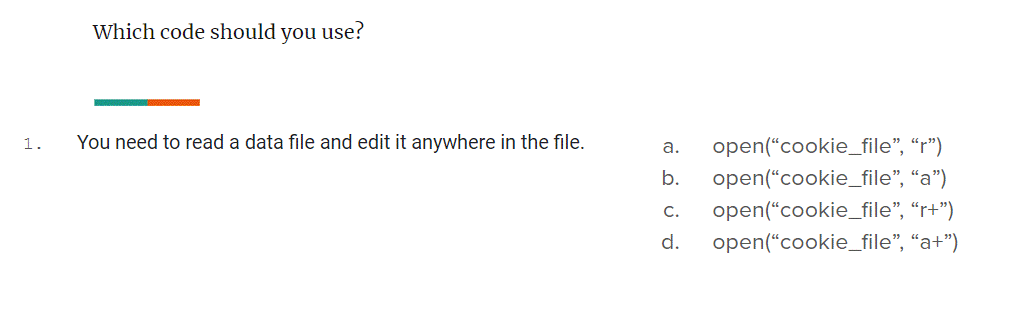 Which code should you use?
1. You need to read a data file and edit it anywhere in the file.
a. open(“cookie_file”, “r”)
b. open(“cookie_file”, “a”)
c. open(“cookie_file”, “r+”)
d. open(“cookie_file”, “a+”)